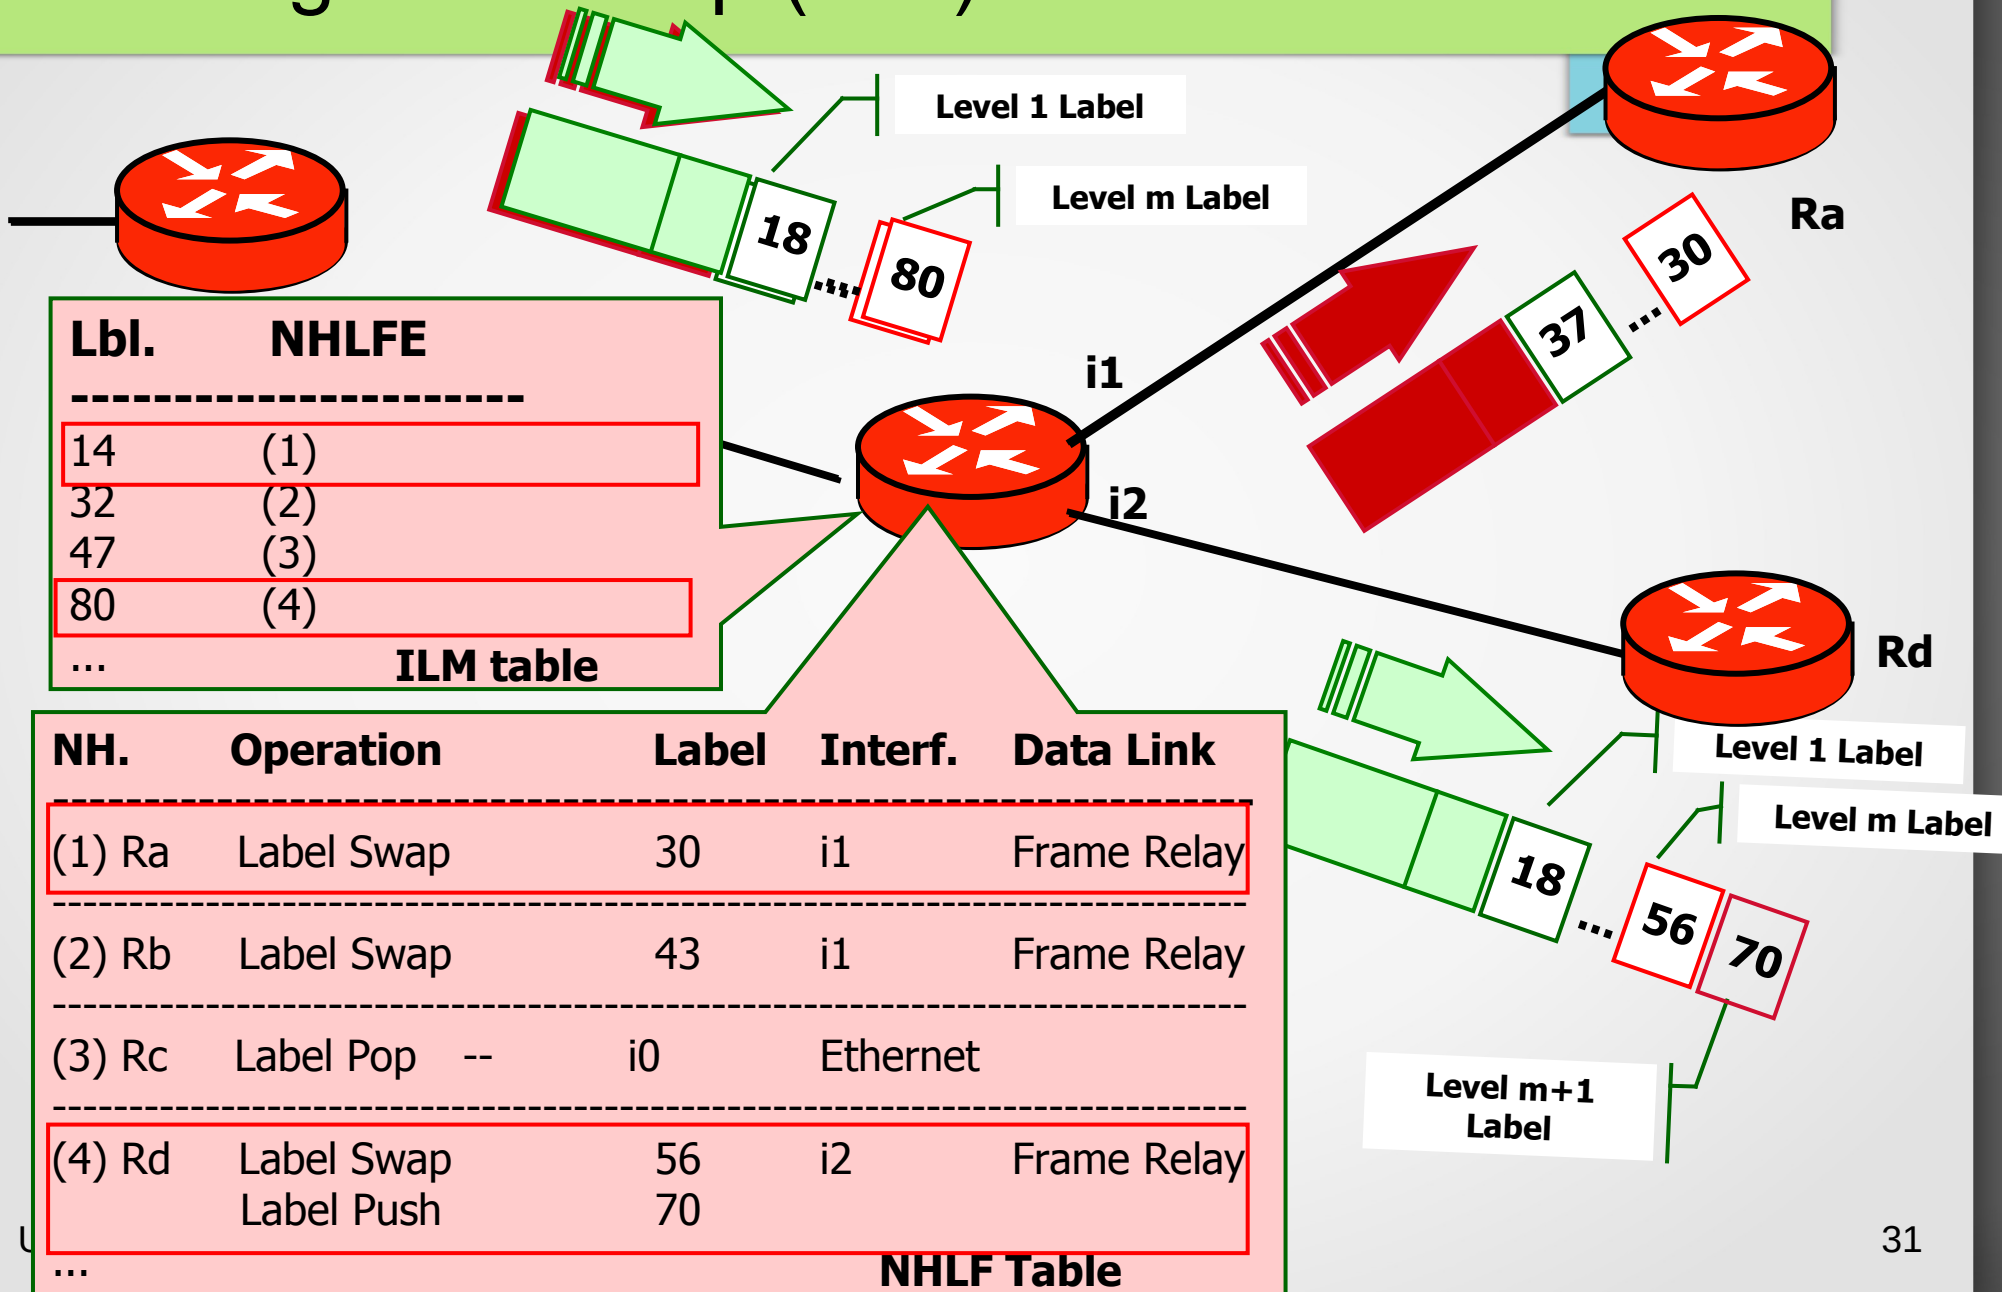 Level 1 Label
Level m Label
18
...
80
Ra
30
...
37
i1
i2
Lbl. NHLFE
----------------------
14 (1)
32 (2)
47 (3)
80 (4)
... ILM table
Rd
Level 1 Label
Level m Label
18
...
56
70
Level m+1
Label
NH. Operation Label Interf. Data Link
(1) Ra Label Swap 30 i1 Frame Relay
(2) Rb Label Swap 43 i1 Frame Relay
(3) Rc Label Pop -- i0 Ethernet
(4) Rd Label Swap 56 i2 Frame Relay
Label Push 70
... NHLF Table
31